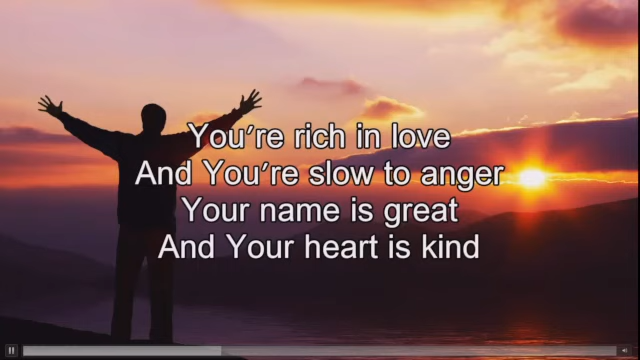 You're rich in love
And You're slow to anger
Your name is great
And Your heart is kind